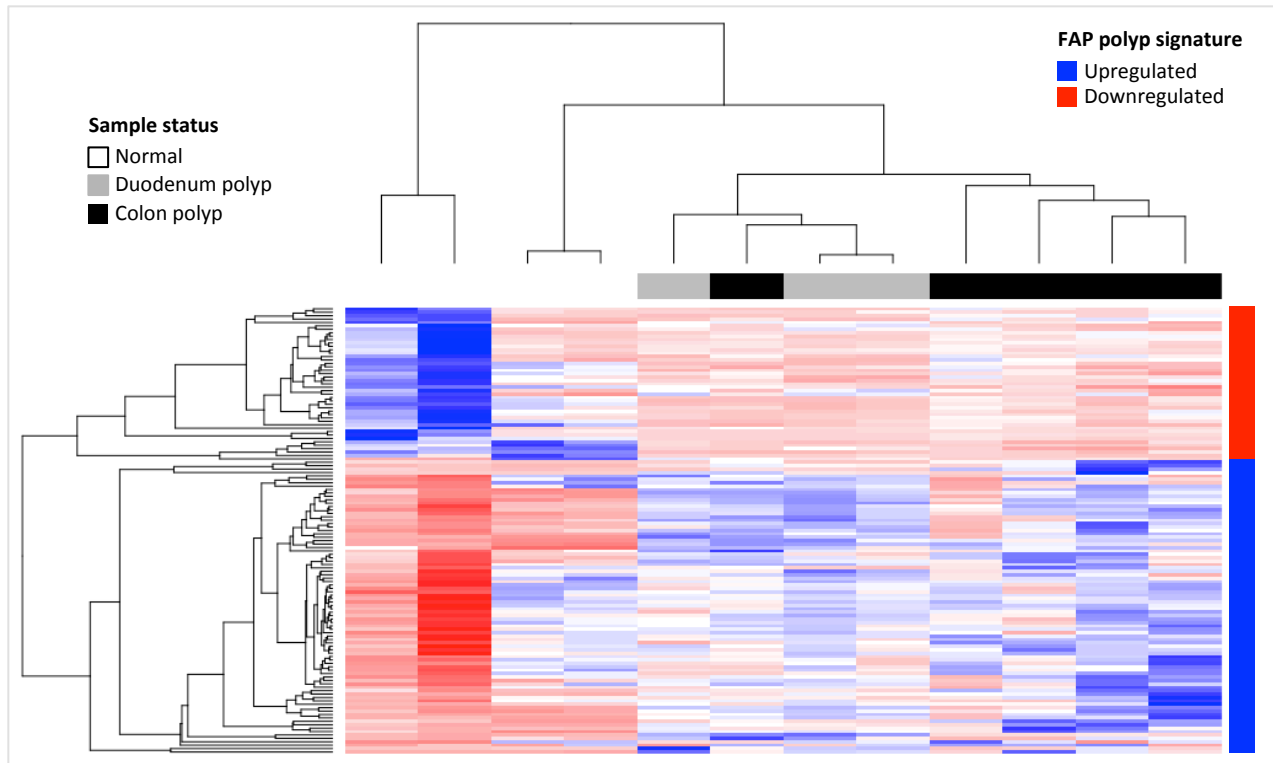 FAP polyp signature
Upregulated
Downregulated
Sample status
Normal
Duodenum polyp
Colon polyp